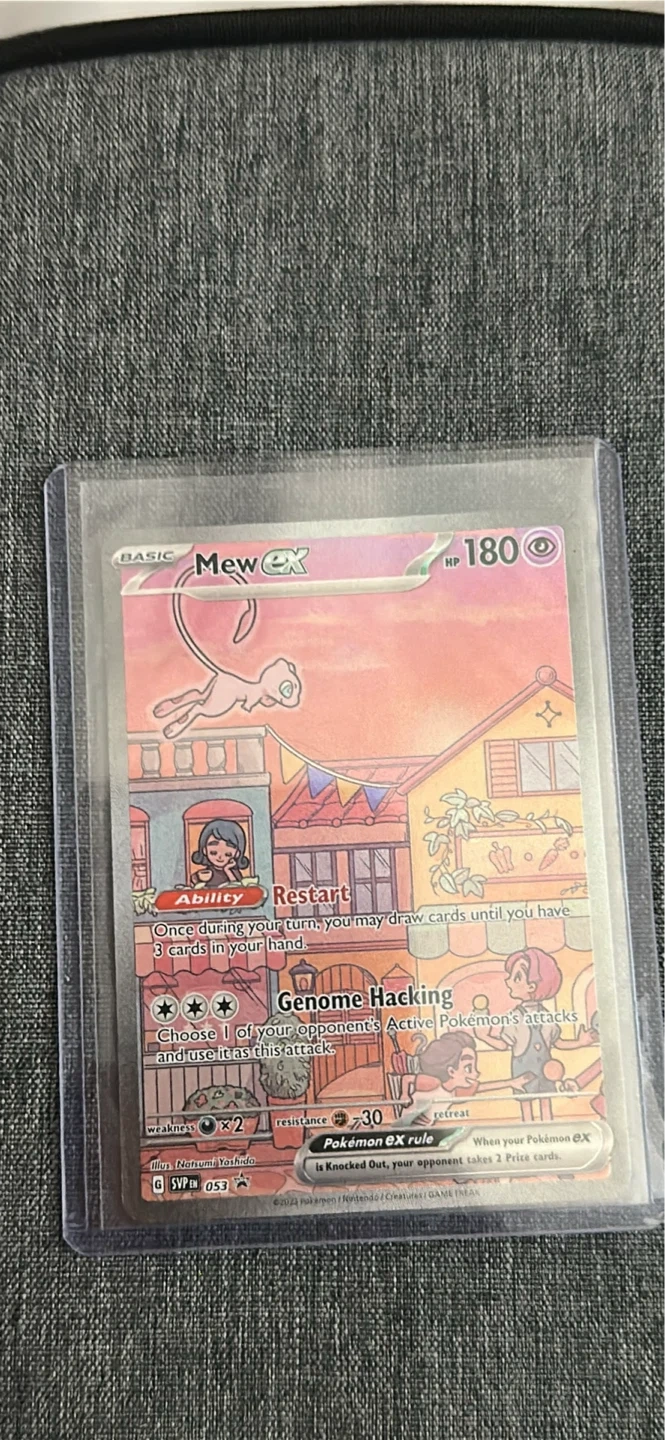 BASIC Mew ex HP 180
Ability Restart
Once during your turn, you may draw cards until you have
3 cards in your hand.
Genome Hacking
Choose 1 of your opponent's Active Pokémon's attacks
and use it as this attack.
weakness ×2 resistance -30 retreat
Pokémon ex rule When your Pokémon ex
is Knocked Out, your opponent takes 2 Prize cards.
Illus. Natsumi Yoshida
G SVP EN 053
©2023 Pokémon / Nintendo / Creatures / GAME FREAK